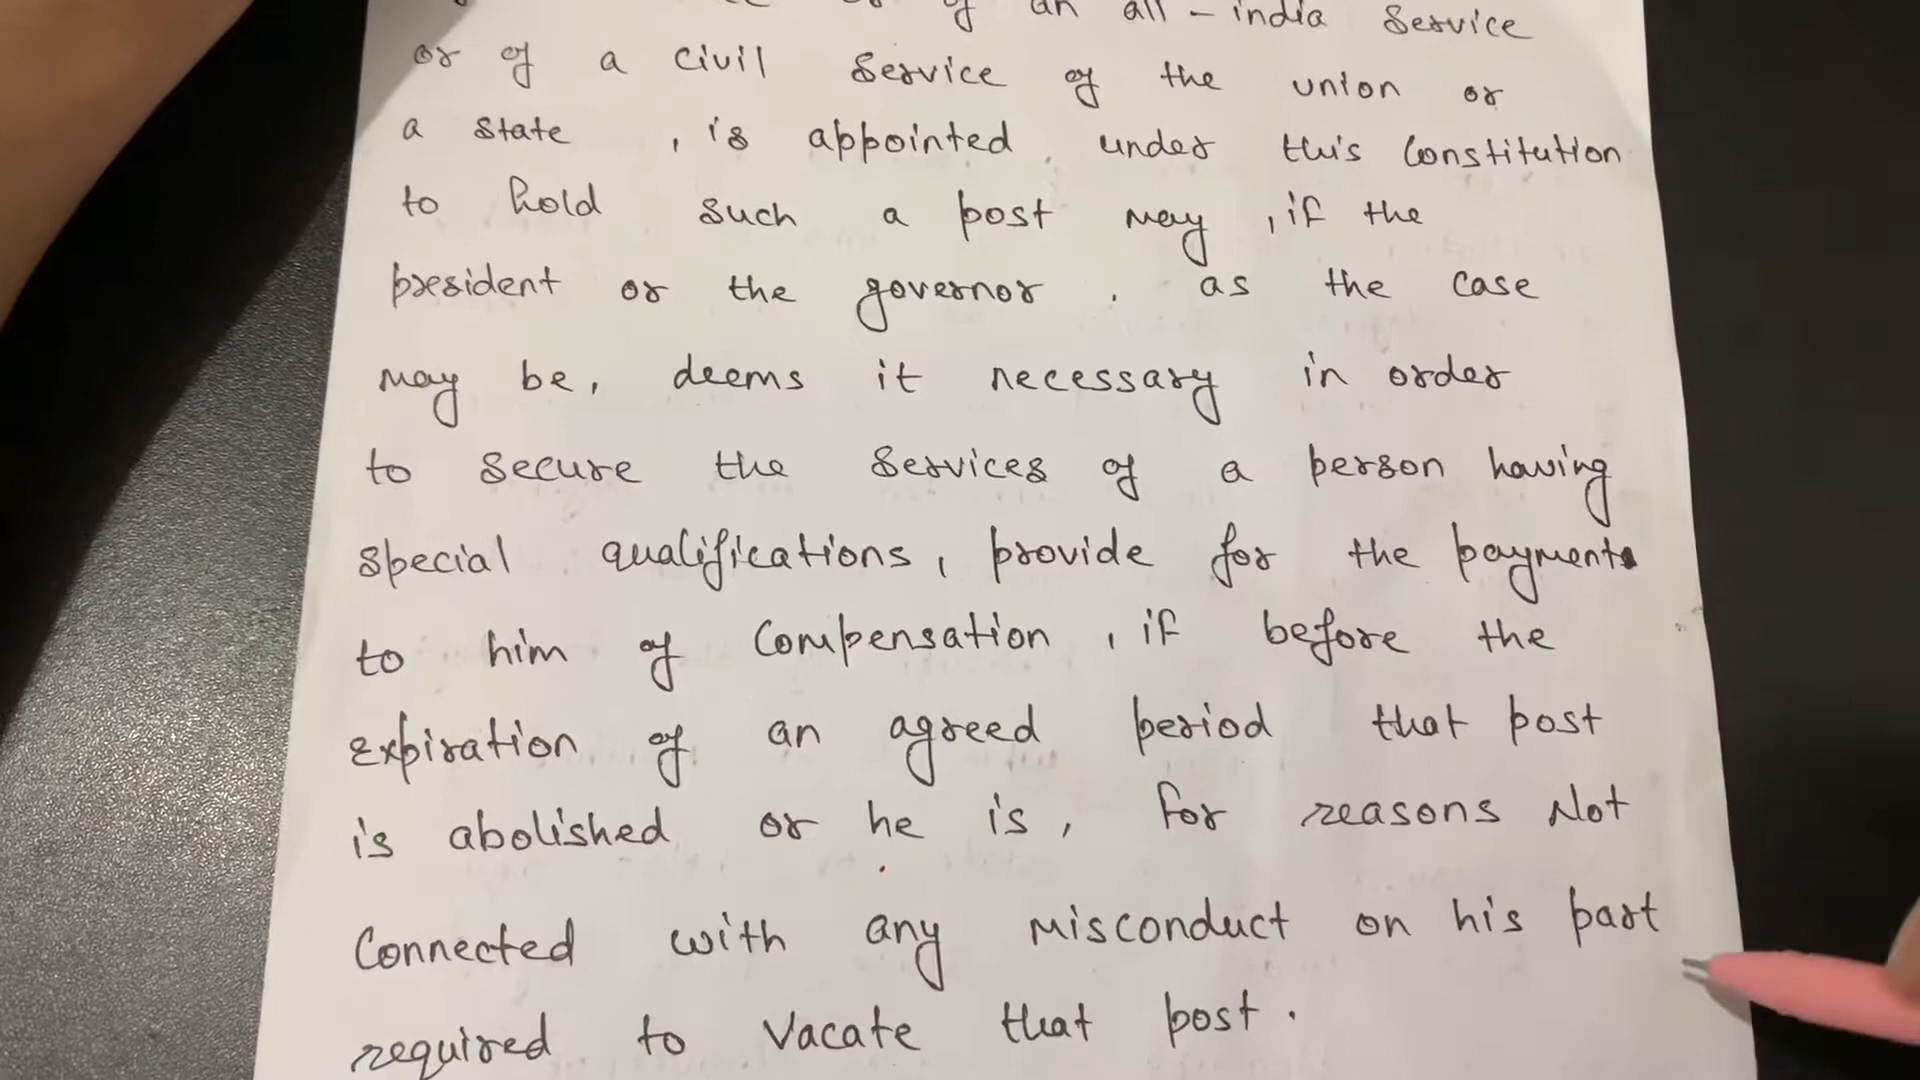 of an all-india Service
or of a civil Service of the union or
a state , is appointed under this Constitution
to hold such a post may , if the
president or the governor , as the case
may be, deems it necessary in order
to secure the services of a person having
special qualifications, provide for the payment
to him of Compensation , if before the
expiration of an agreed period that post
is abolished or he is, for reasons Not
Connected with any misconduct on his part
required to vacate that post.